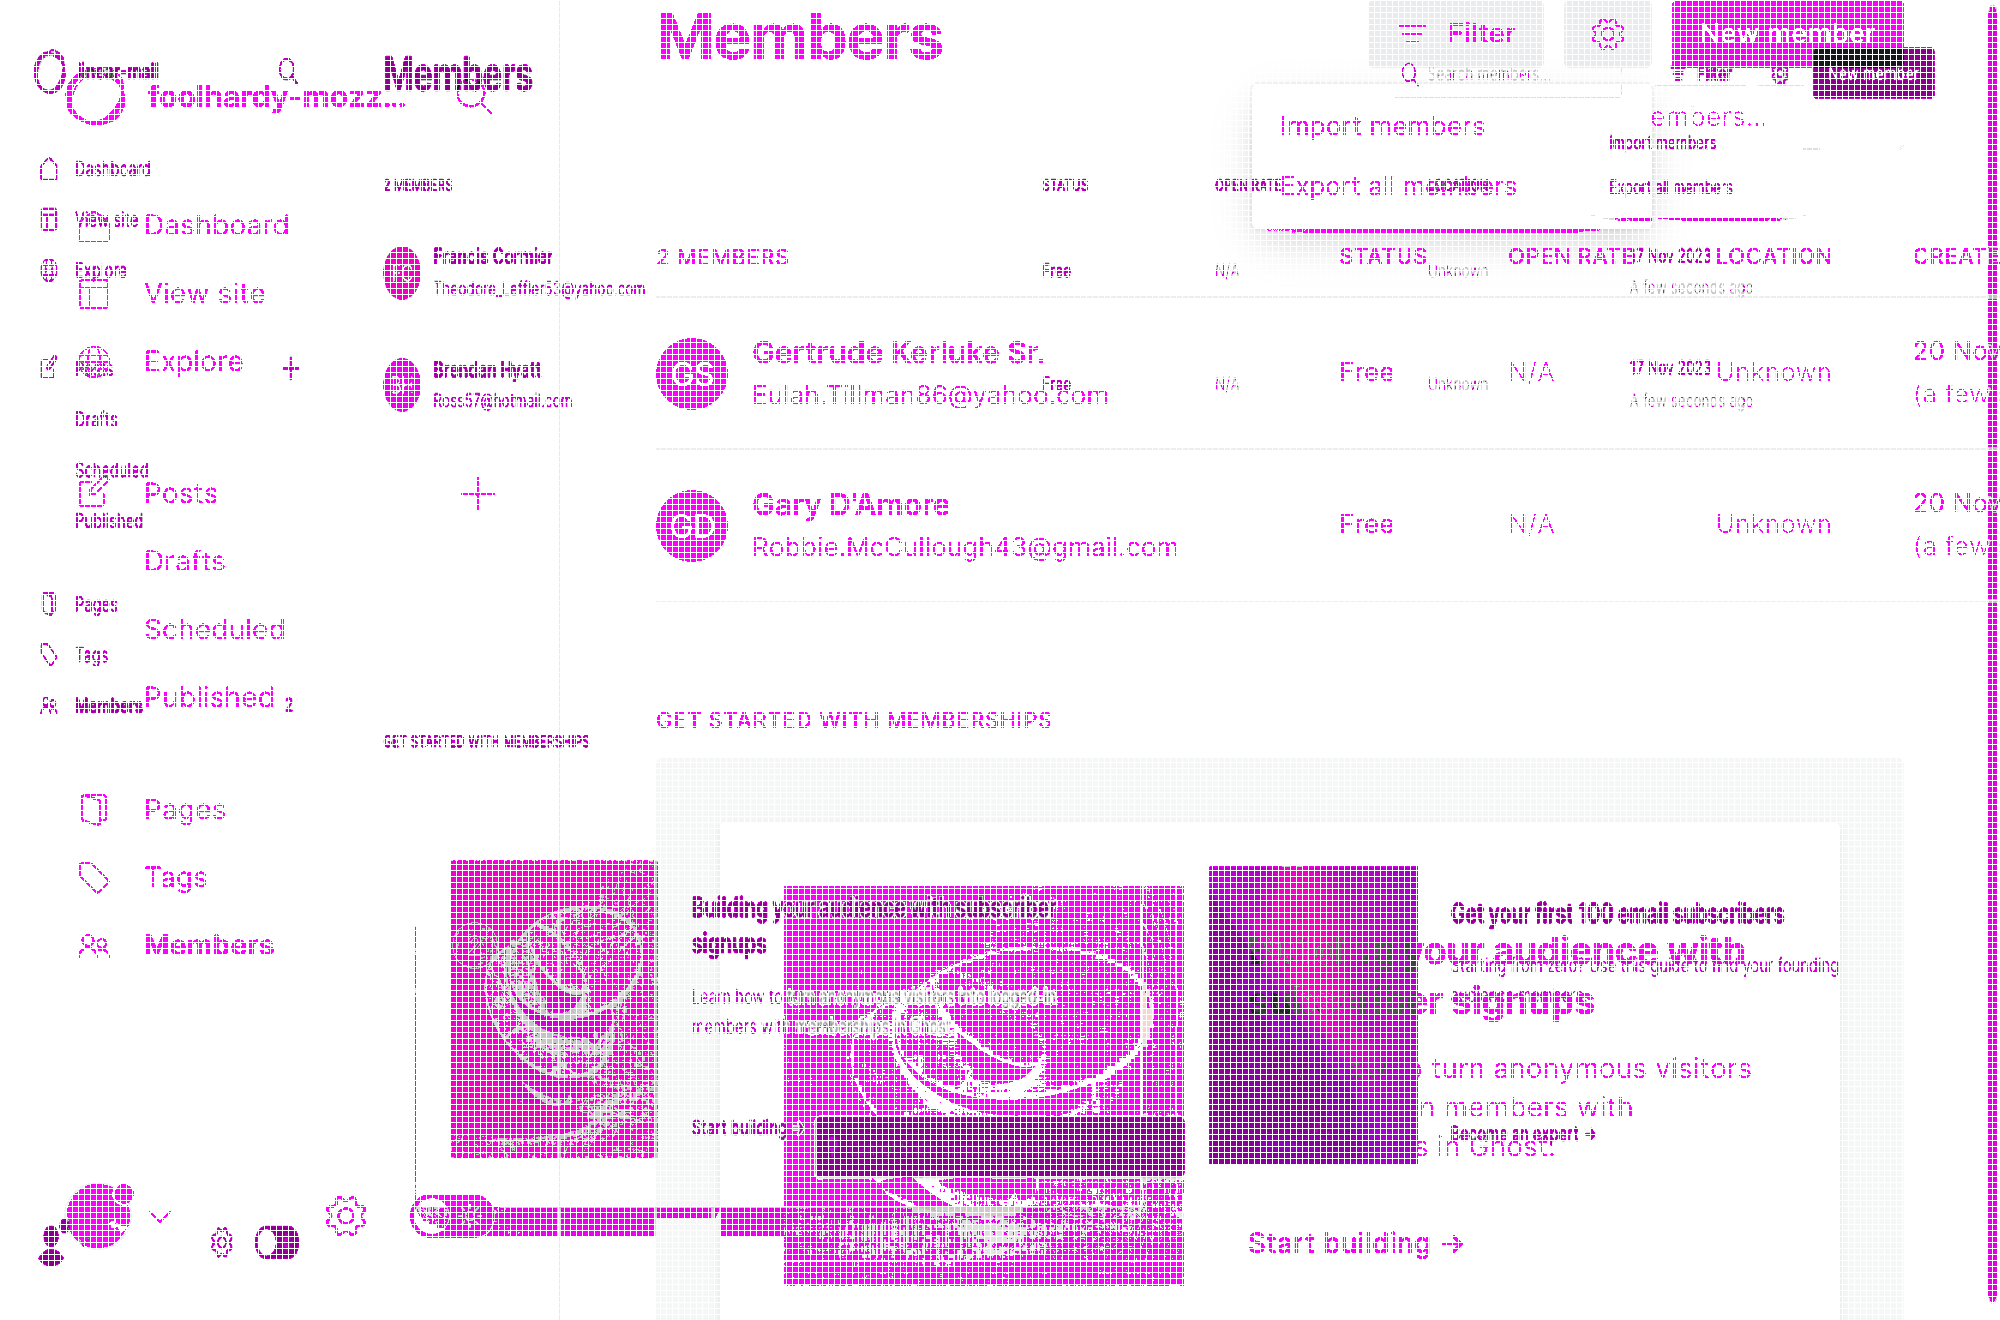 Members
Filter
New member
Members
Search members...
Filter
New member
foolhardy-mozz...
Import members
embers...
Import members
Dashboard
2 MEMBERS
STATUS
OPEN RATE
Export all members
Export all members
View site
Dashboard
2 MEMBERS
STATUS
OPEN RATE
LOCATION
CREATE
Francis Cormier
Theodore_Leffler53@yahoo.com
Free
N/A
Unknown
17 Nov 2023
A few seconds ago
Explore
View site
Explore
Gertrude Kerluke Sr.
Eulah.Tillman86@yahoo.com
Free
N/A
Unknown
20 Nov
(a few
GS
Brendan Hyatt
Ross67@hotmail.com
Free
N/A
Unknown
17 Nov 2023
A few seconds ago
Drafts
Scheduled
Posts
Published
GD
Gary D'Amore
Robbie.McCullough43@gmail.com
Free
N/A
Unknown
20 Nov
(a few
Drafts
Pages
Scheduled
Tags
Members
Published
2
GET STARTED WITH MEMBERSHIPS
GET STARTED WITH MEMBERSHIPS
Pages
Tags
Members
Building your audience with subscriber
signups
Learn how to turn anonymous visitors into logged-in
members with memberships in Ghost.
Start building →
Get your first 100 email subscribers
Starting from zero? Use this guide to find your founding
Become an expert →
your audience with
er signups
turn anonymous visitors
members with
s in Ghost.
Start building →